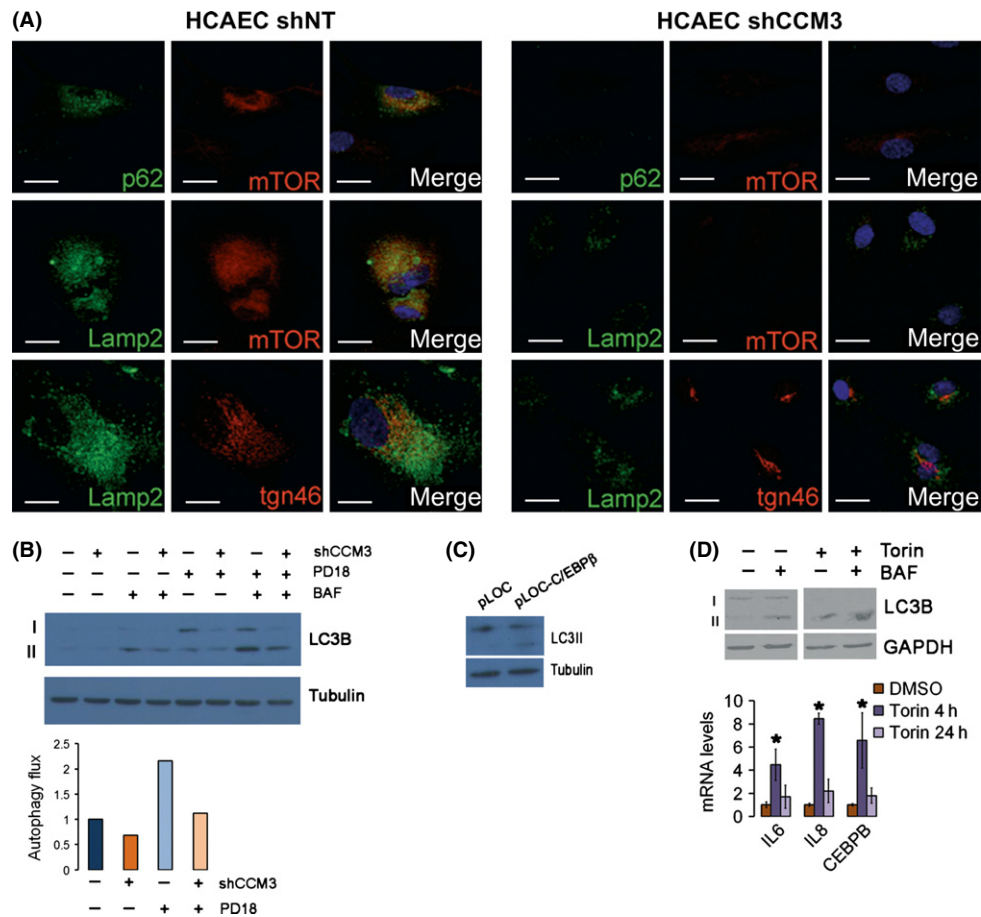 (A)
HCAEC shNT
HCAEC shCCM3
p62 mTOR Merge p62 mTOR Merge
Lamp2 mTOR Merge Lamp2 mTOR Merge
Lamp2 tgn46 Merge Lamp2 tgn46 Merge
(B)
– + – + – + – + shCCM3
– – – – + + + + PD18
– – + + – – + + BAF
I
II
LC3B
Tubulin
Autophagy flux
2.5
2
1.5
1
0.5
0
– + – + shCCM3
– – + + PD18
(C)
pLOC
pLOC-C/EBPβ
LC3II
Tubulin
(D)
– – + + Torin
– + – + BAF
I
II
LC3B
GAPDH
mRNA levels
10
8
6
4
2
0
* * *
DMSO
Torin 4 h
Torin 24 h
IL6
IL8
CEBPB